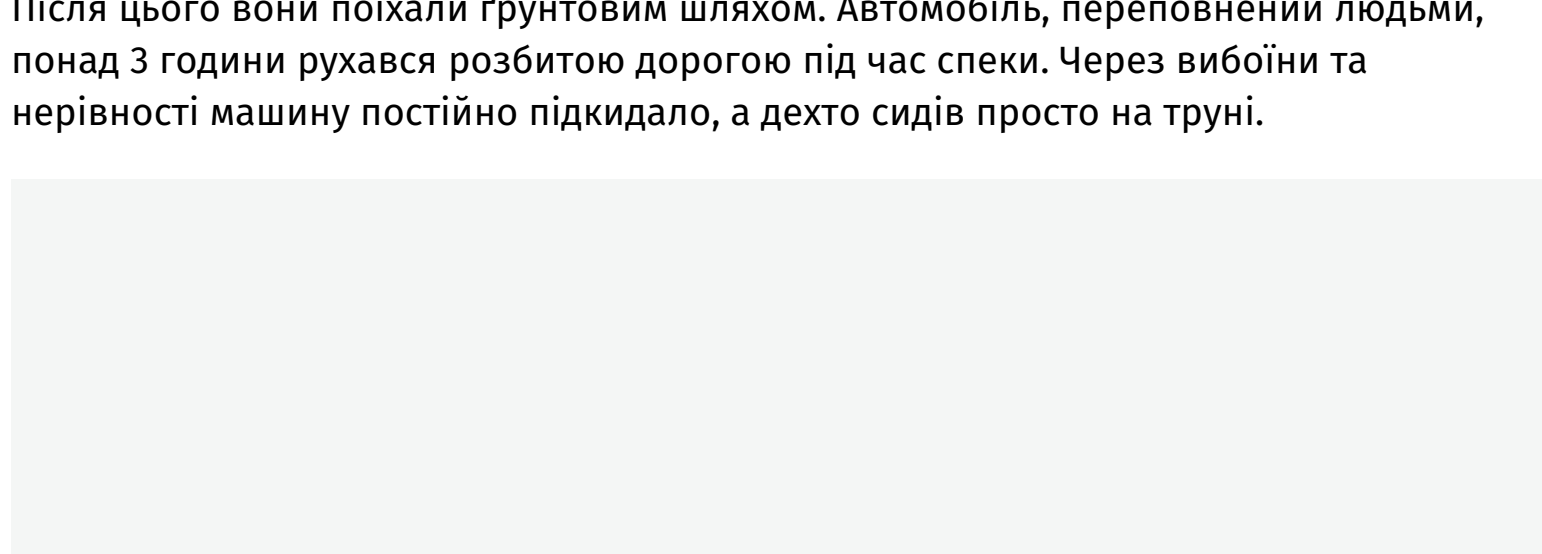 Після цього вони поїхали ґрунтовим шляхом. Автомобіль, переповнений людьми,
понад 3 години рухався розбитою дорогою під час спеки. Через вибоїни та
нерівності машину постійно підкидало, а дехто сидів просто на труні.